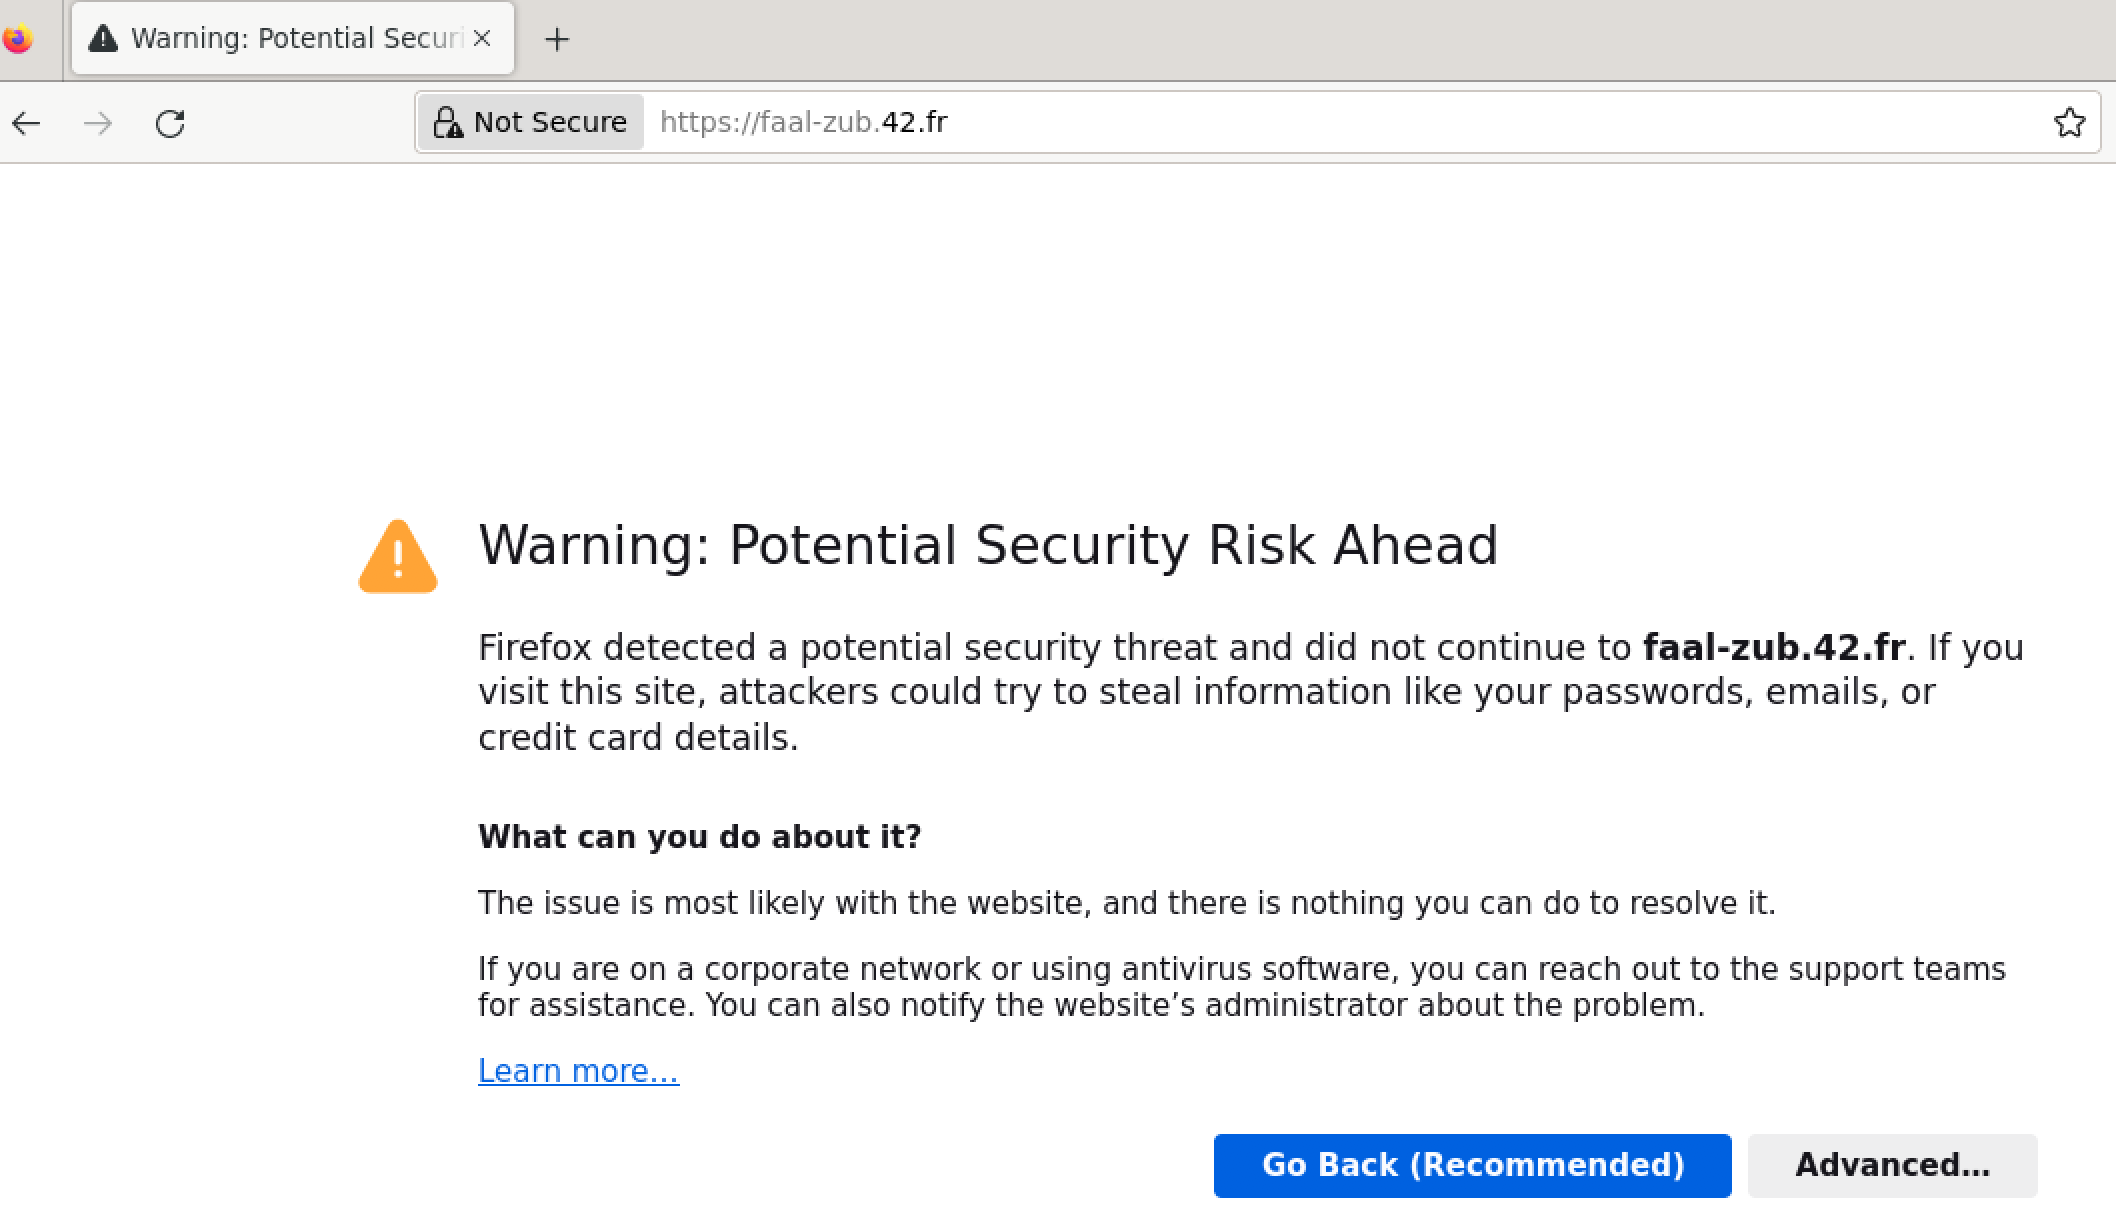 Warning: Potential Securi
Not Secure https://faal-zub.42.fr
Warning: Potential Security Risk Ahead
Firefox detected a potential security threat and did not continue to faal-zub.42.fr. If you
visit this site, attackers could try to steal information like your passwords, emails, or
credit card details.
What can you do about it?
The issue is most likely with the website, and there is nothing you can do to resolve it.
If you are on a corporate network or using antivirus software, you can reach out to the support teams
for assistance. You can also notify the website’s administrator about the problem.
Learn more…
Go Back (Recommended) Advanced…